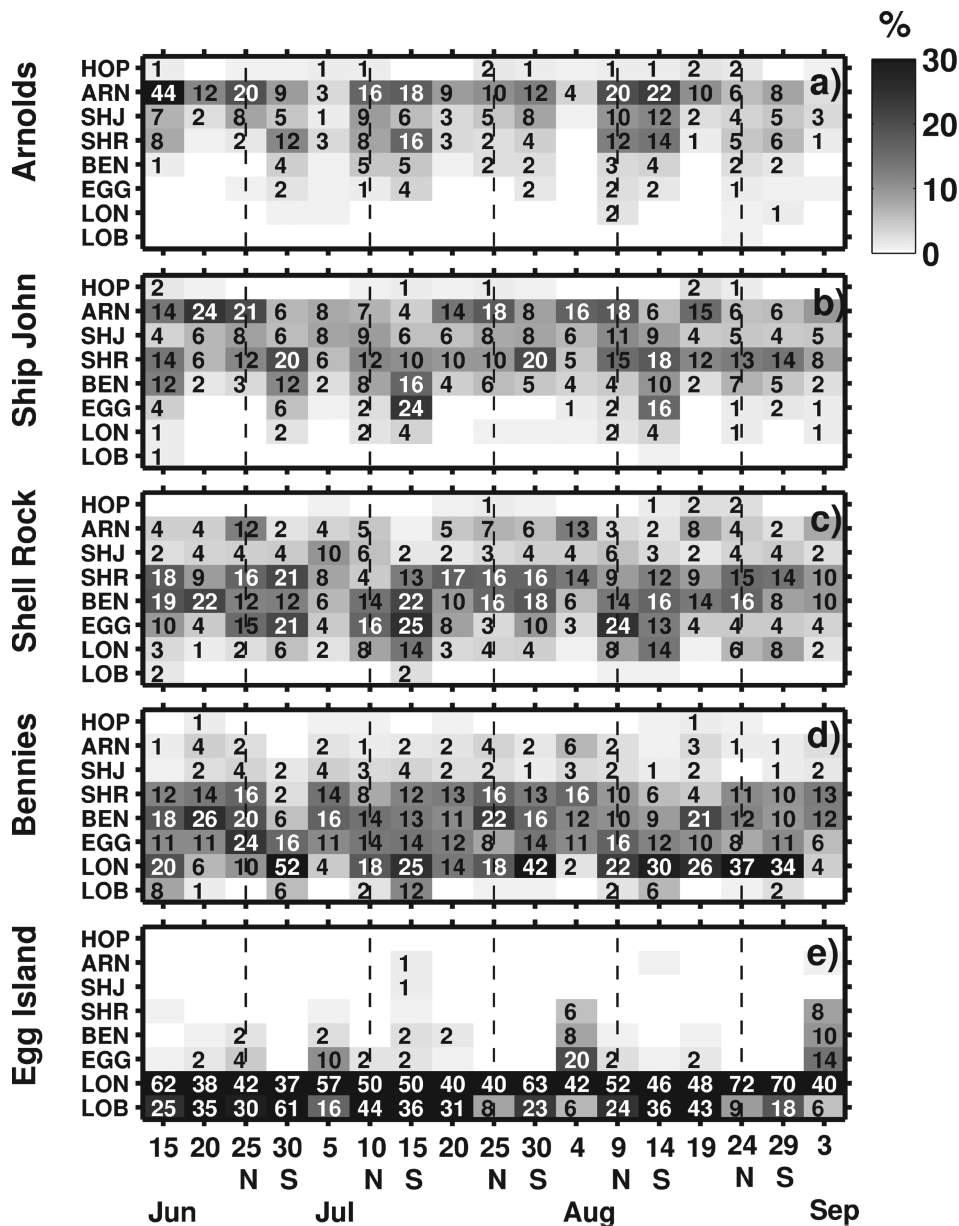 %
30
20
10
0
Arnolds
a)
HOP 1 1 1 2 1 1 1 2 2
ARN 44 12 20 9 3 16 18 9 10 12 4 20 22 10 6 8
SHJ 7 2 8 5 1 9 6 3 5 8 10 12 2 4 5 3
SHR 8 2 12 3 8 16 3 2 4 12 14 1 5 6 1
BEN 1 4 5 5 2 2 3 4 2 2
EGG 2 1 4 2 2 2 1
LON 2 1
LOB
Ship John
b)
HOP 2 1 1 2 1
ARN 14 24 21 6 8 7 4 14 18 8 16 18 6 15 6 6
SHJ 4 6 8 6 8 9 6 6 8 8 6 11 9 4 5 4 5
SHR 14 6 12 20 6 12 10 10 10 20 5 15 18 12 13 14 8
BEN 12 2 3 12 2 8 16 4 6 5 4 4 10 2 7 5 2
EGG 4 6 2 24 1 2 16 1 2 1
LON 1 2 2 4 2 4 1 1
LOB 1
Shell Rock
c)
HOP 1 1 2 2
ARN 4 4 12 2 4 5 5 7 6 13 3 2 8 4 2
SHJ 2 4 4 4 10 6 2 2 3 4 4 6 3 2 4 4 2
SHR 18 9 16 21 8 4 13 17 16 16 14 9 12 9 15 14 10
BEN 19 22 12 12 6 14 22 10 16 18 6 14 16 14 16 8 10
EGG 10 4 15 21 4 16 25 8 3 10 3 24 13 4 4 4 4
LON 3 1 2 6 2 8 14 3 4 4 8 14 6 8 2
LOB 2 2
Bennies
d)
HOP 1 1
ARN 1 4 2 2 1 2 2 4 2 6 2 3 1 1
SHJ 2 4 2 4 3 4 2 2 1 3 2 1 2 1 2
SHR 12 14 16 2 14 8 12 13 16 13 16 10 6 4 11 10 13
BEN 18 26 20 6 16 14 13 11 22 16 12 10 9 21 12 10 12
EGG 11 11 24 16 11 14 14 12 8 14 11 16 12 10 8 11 6
LON 20 6 10 52 4 18 25 14 18 42 2 22 30 26 37 34 4
LOB 8 1 6 2 12 2 6 2
Egg Island
e)
HOP
ARN 1
SHJ 1
SHR 6 8
BEN 2 2 2 2 8 10
EGG 2 4 10 2 2 20 2 2 14
LON 62 38 42 37 57 50 50 40 40 63 42 52 46 48 72 70 40
LOB 25 35 30 61 16 44 36 31 8 23 6 24 36 43 9 18 6
15 20 25 30 5 10 15 20 25 30 4 9 14 19 24 29 3
N S N S N S N S N S
Jun Jul Aug Sep